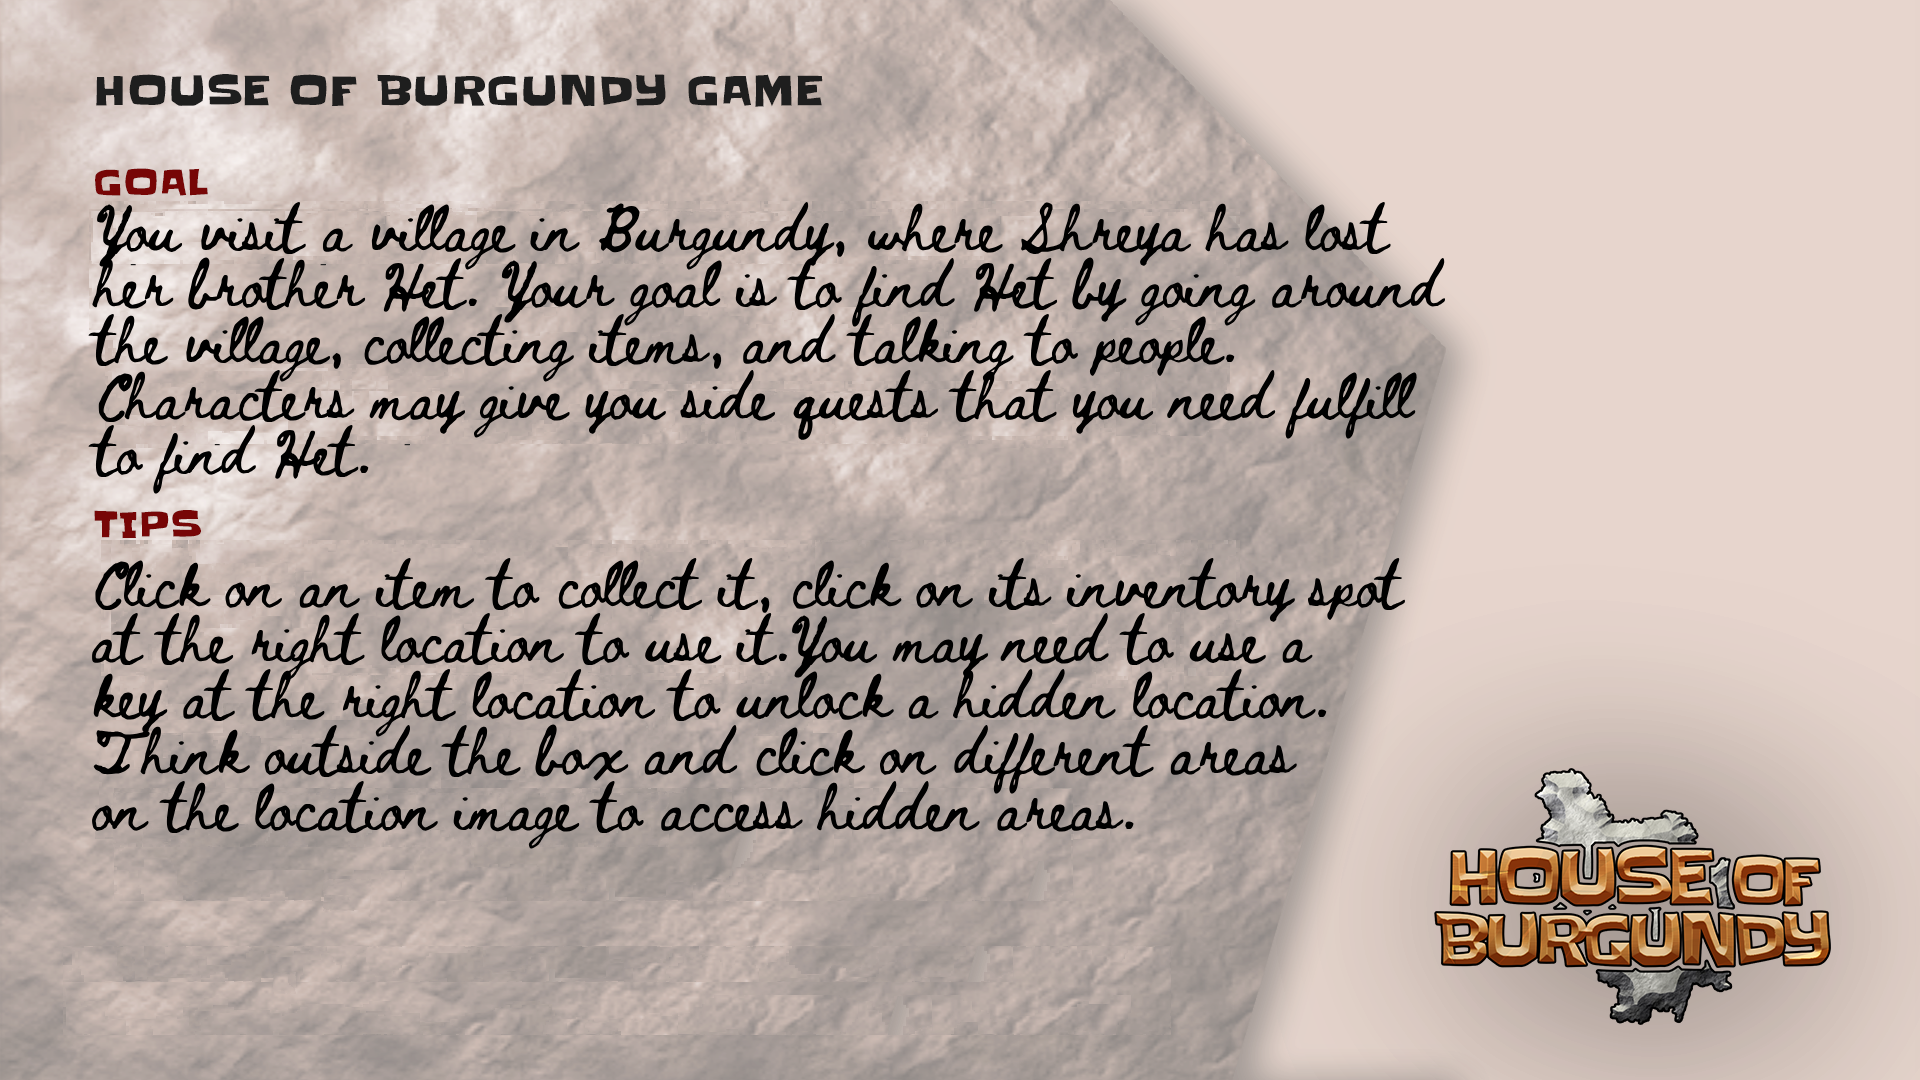 HOUSE OF BURGUNDY GAME
GOAL
You visit a village in Burgundy, where Shreya has lost
her brother Het. Your goal is to find Het by going around
the village, collecting items, and talking to people.
Characters may give you side quests that you need fulfill
to find Het.
TIPS
Click on an item to collect it, click on its inventory spot
at the right location to use it.You may need to use a
key at the right location to unlock a hidden location.
Think outside the box and click on different areas
on the location image to access hidden areas.
HOUSE OF
BURGUNDY